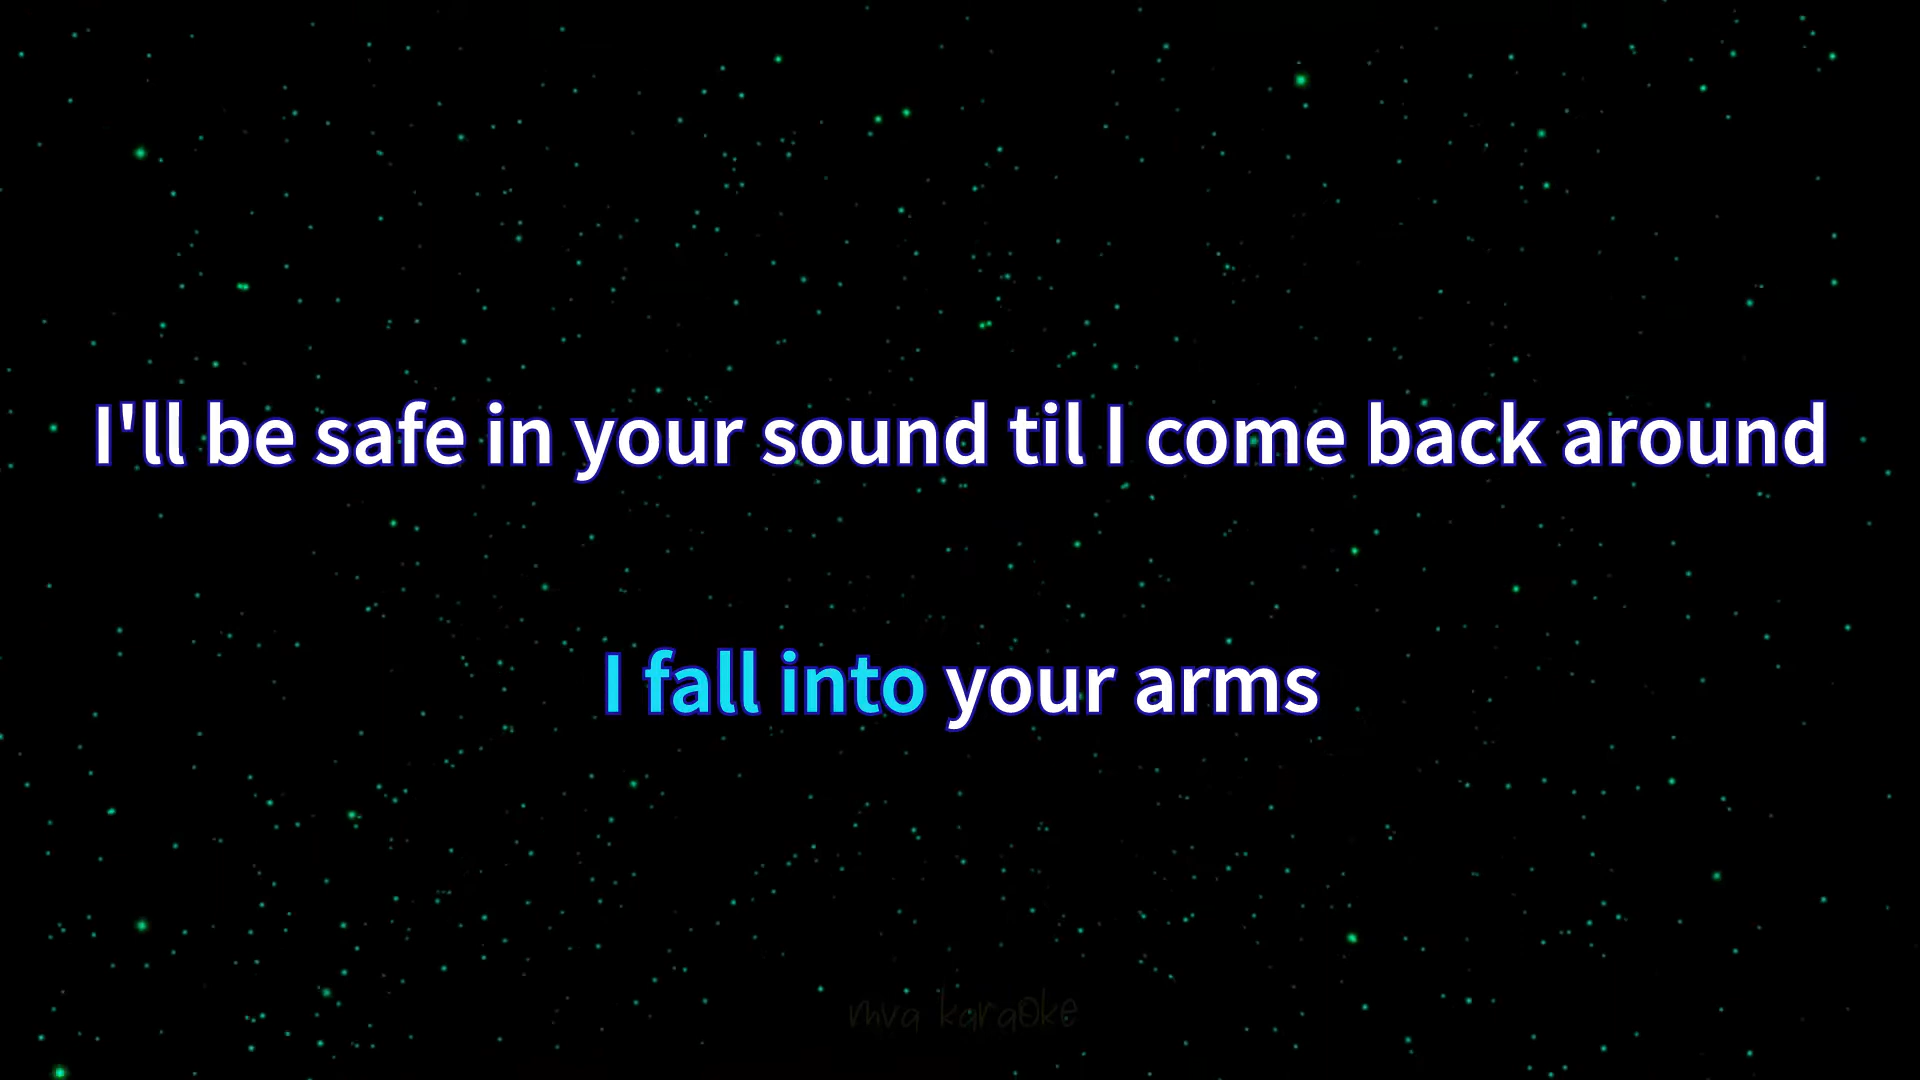 I'll be safe in your sound til I come back around
I fall into your arms
mva karaoke